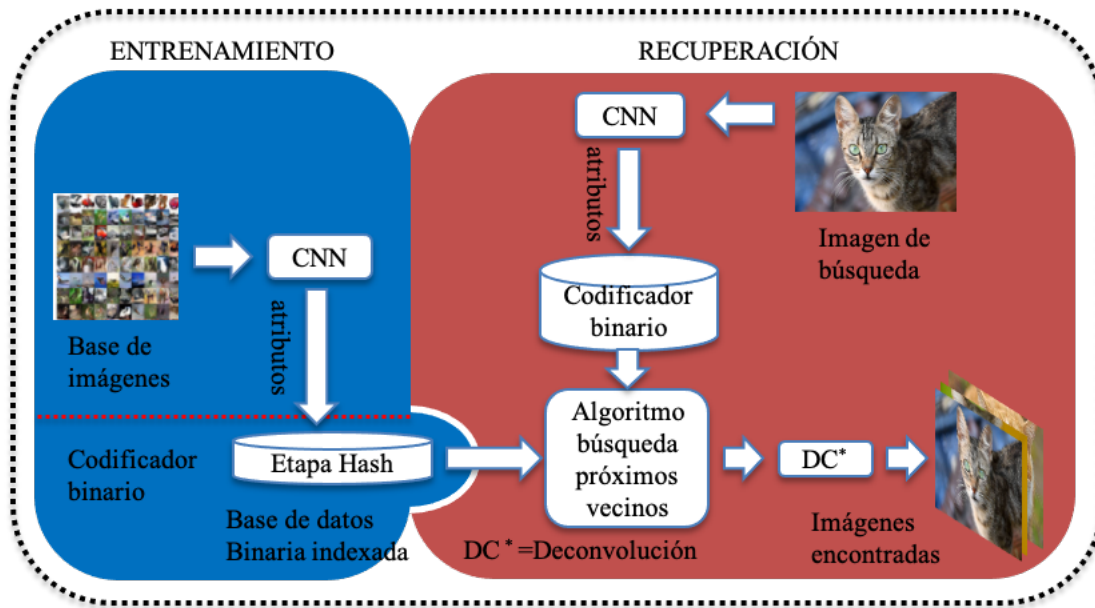 ENTRENAMIENTO
RECUPERACIÓN
CNN
atributos
Imagen de
búsqueda
CNN
atributos
Base de
imágenes
Codificador
binario
Algoritmo
búsqueda
próximos
vecinos
Codificador
binario
Etapa Hash
DC*
Base de datos
Binaria indexada
DC * =Deconvolución
Imágenes
encontradas